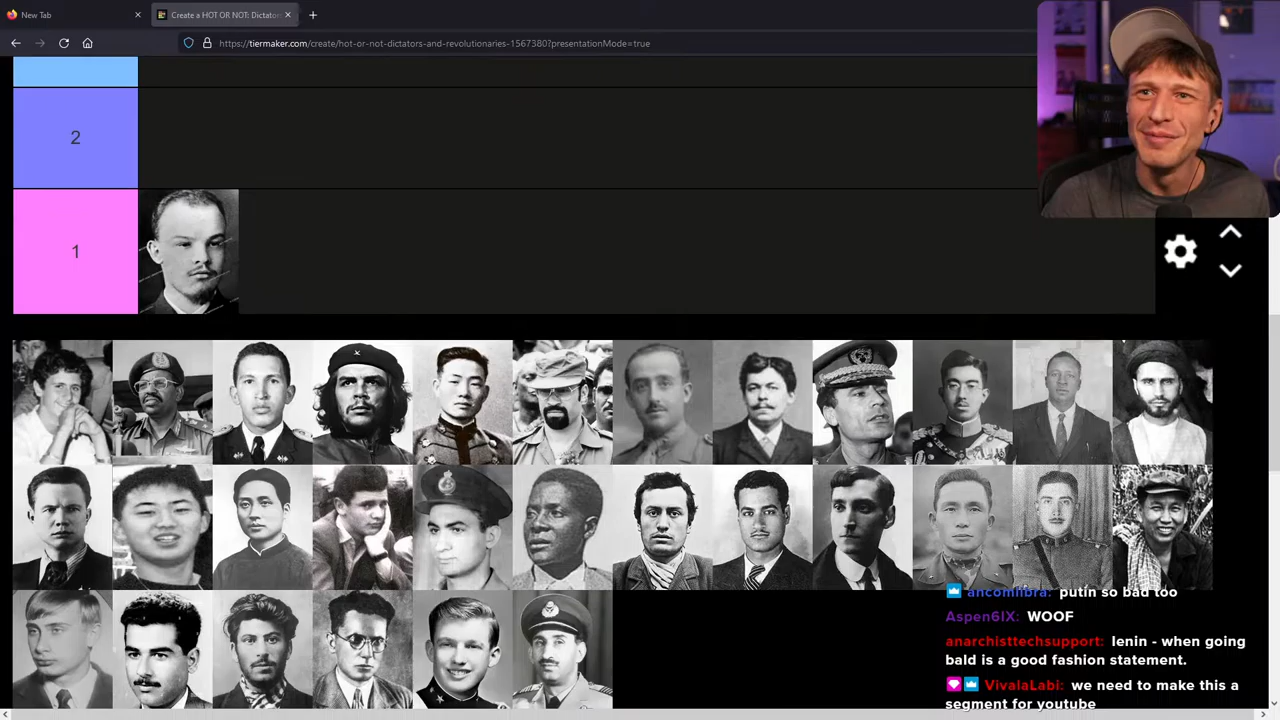 New Tab
Create a HOT OR NOT: Dictator
https://tiermaker.com/create/hot-or-not-dictators-and-revolutionaries-1567380?presentationMode=true
2
1
ancomlibra: putin so bad too
Aspen6IX: WOOF
anarchisttechsupport: lenin - when going
bald is a good fashion statement.
VivalaLabi: we need to make this a
segment for youtube